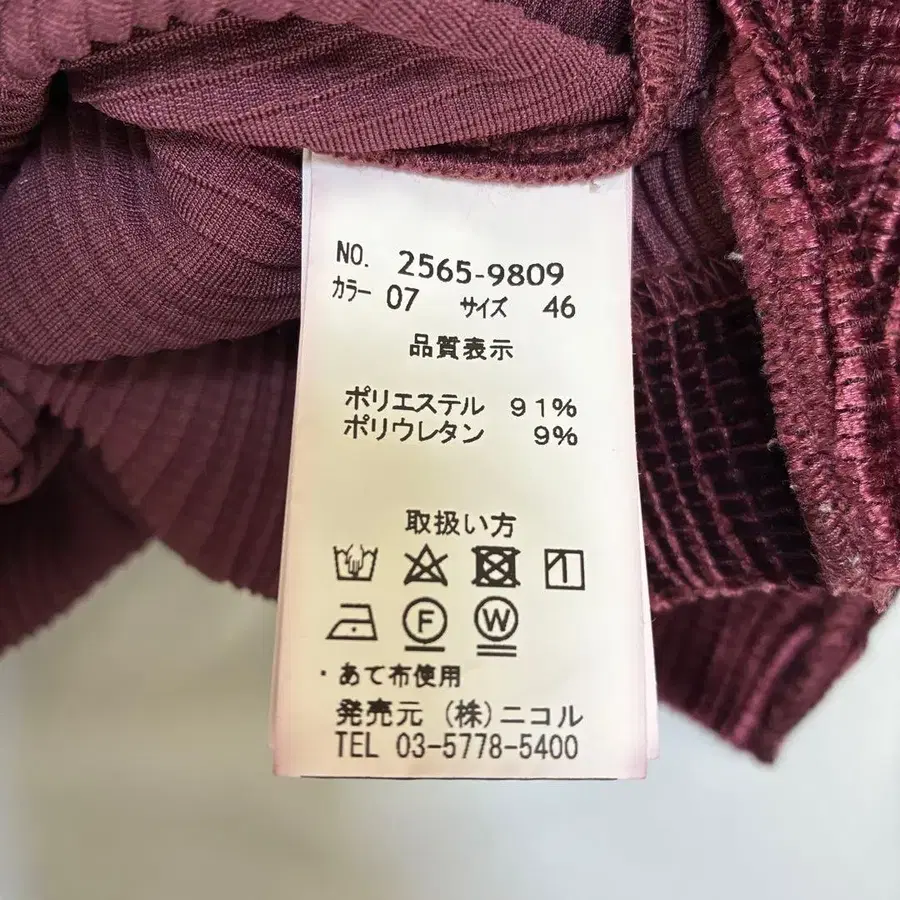 NO. 2565-9809
カラー 07 サイズ 46
品質表示
ポリエステル 91%
ポリウレタン 9%
取扱い方
F W
・あて布使用
発売元 (株)ニコル
TEL 03-5778-5400